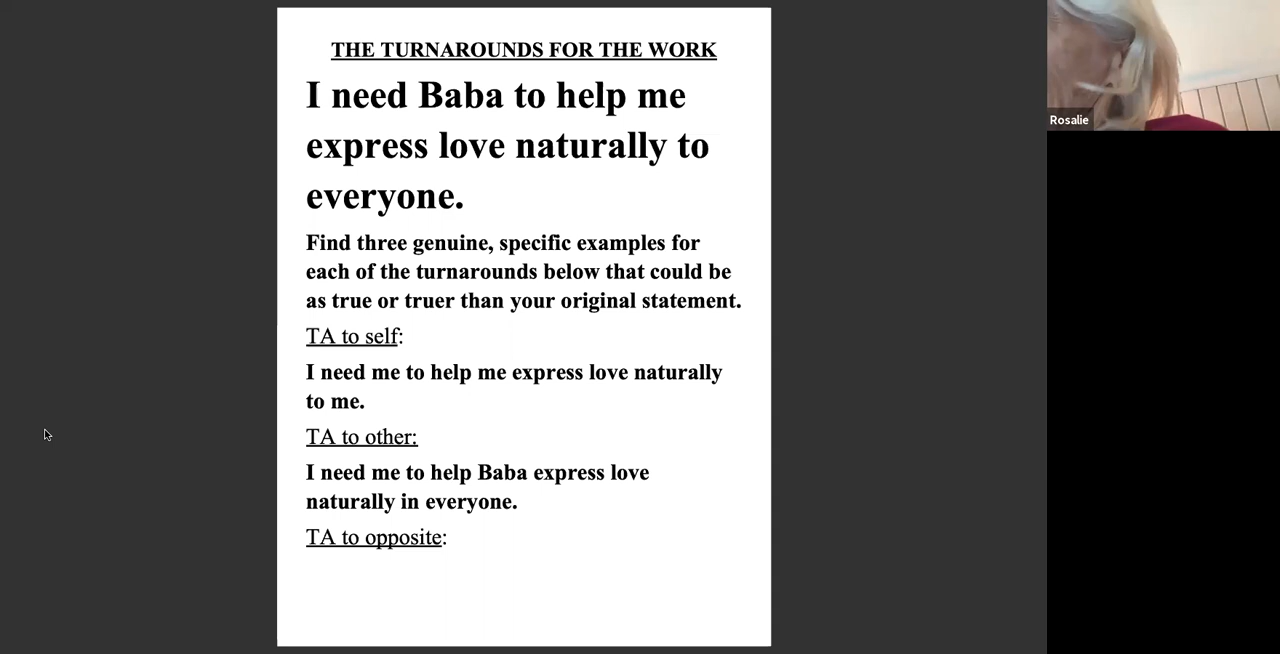 THE TURNAROUNDS FOR THE WORK
I need Baba to help me
express love naturally to
everyone.
Find three genuine, specific examples for
each of the turnarounds below that could be
as true or truer than your original statement.
TA to self:
I need me to help me express love naturally
to me.
TA to other:
I need me to help Baba express love
naturally in everyone.
TA to opposite:
Rosalie